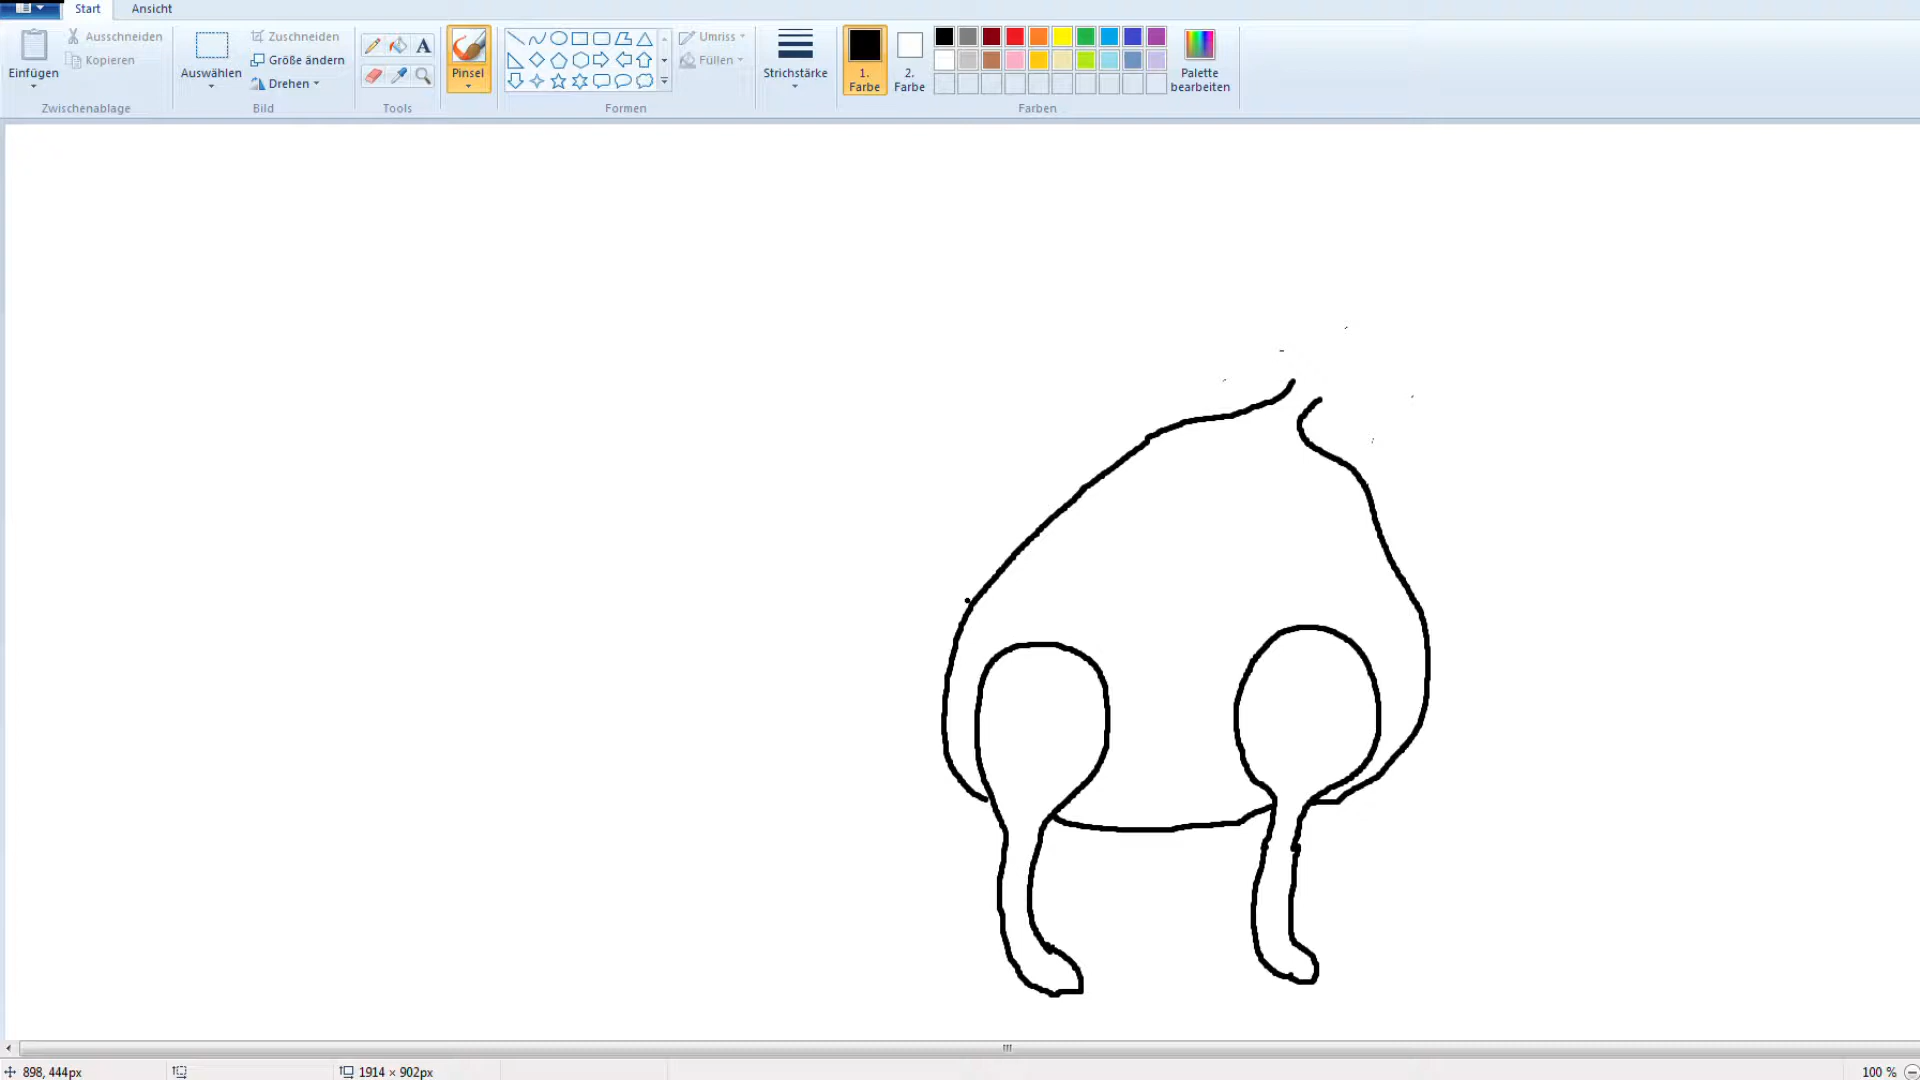 Start Ansicht
Einfügen
Ausschneiden
Kopieren
Zwischenablage
Auswählen
Zuschneiden
Größe ändern
Drehen
Bild
A
Tools
Pinsel
Umriss
Füllen
Formen
Strichstärke
1.
Farbe
2.
Farbe
Palette
bearbeiten
Farben
898, 444px
1914 × 902px
100 %